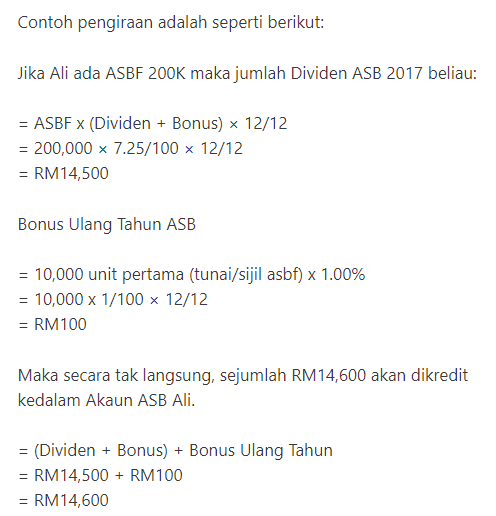 Contoh pengiraan adalah seperti berikut:
Jika Ali ada ASBF 200K maka jumlah Dividen ASB 2017 beliau:
= ASBF x (Dividen + Bonus) × 12/12
= 200,000 × 7.25/100 × 12/12
= RM14,500
Bonus Ulang Tahun ASB
= 10,000 unit pertama (tunai/sijil asbf) x 1.00%
= 10,000 x 1/100 × 12/12
= RM100
Maka secara tak langsung, sejumlah RM14,600 akan dikredit
kedalam Akaun ASB Ali.
= (Dividen + Bonus) + Bonus Ulang Tahun
= RM14,500 + RM100
= RM14,600